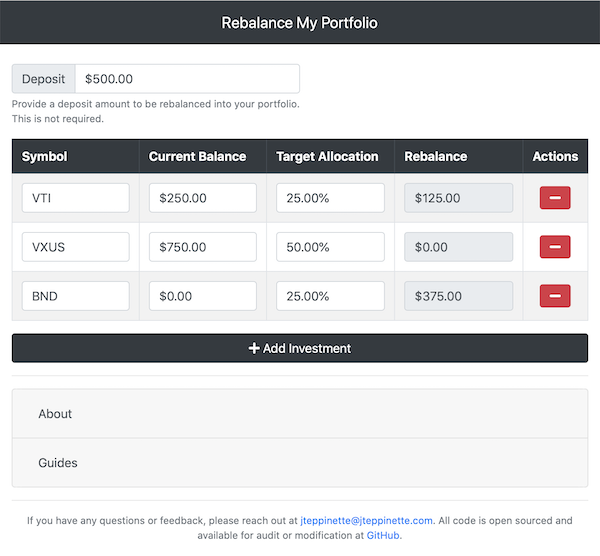 Rebalance My Portfolio
Deposit $500.00
Provide a deposit amount to be rebalanced into your portfolio.
This is not required.
Symbol Current Balance Target Allocation Rebalance Actions
VTI $250.00 25.00% $125.00
VXUS $750.00 50.00% $0.00
BND $0.00 25.00% $375.00
Add Investment
About
Guides
If you have any questions or feedback, please reach out at jteppinette@jteppinette.com. All code is open sourced and
available for audit or modification at GitHub.